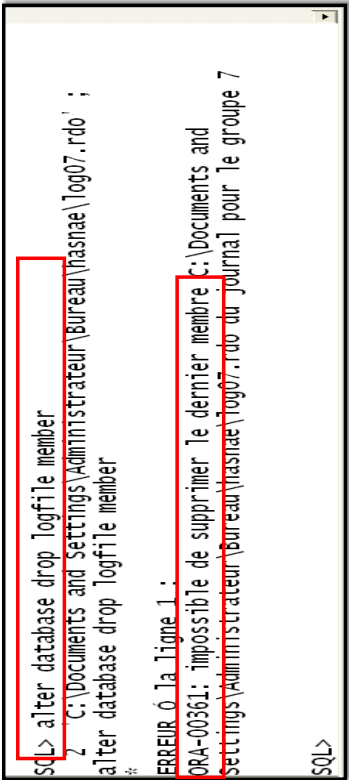 SQL> alter database drop logfile member
2 'C:\Documents and Settings\Administrateur\Bureau\hasnae\log07.rdo' ;
alter database drop logfile member
*
ERREUR Ó la ligne 1 :
ORA-00361: impossible de supprimer le dernier membre C:\Documents and
Settings\Administrateur\Bureau\hasnae\log07.rdo du journal pour le groupe 7
SQL>